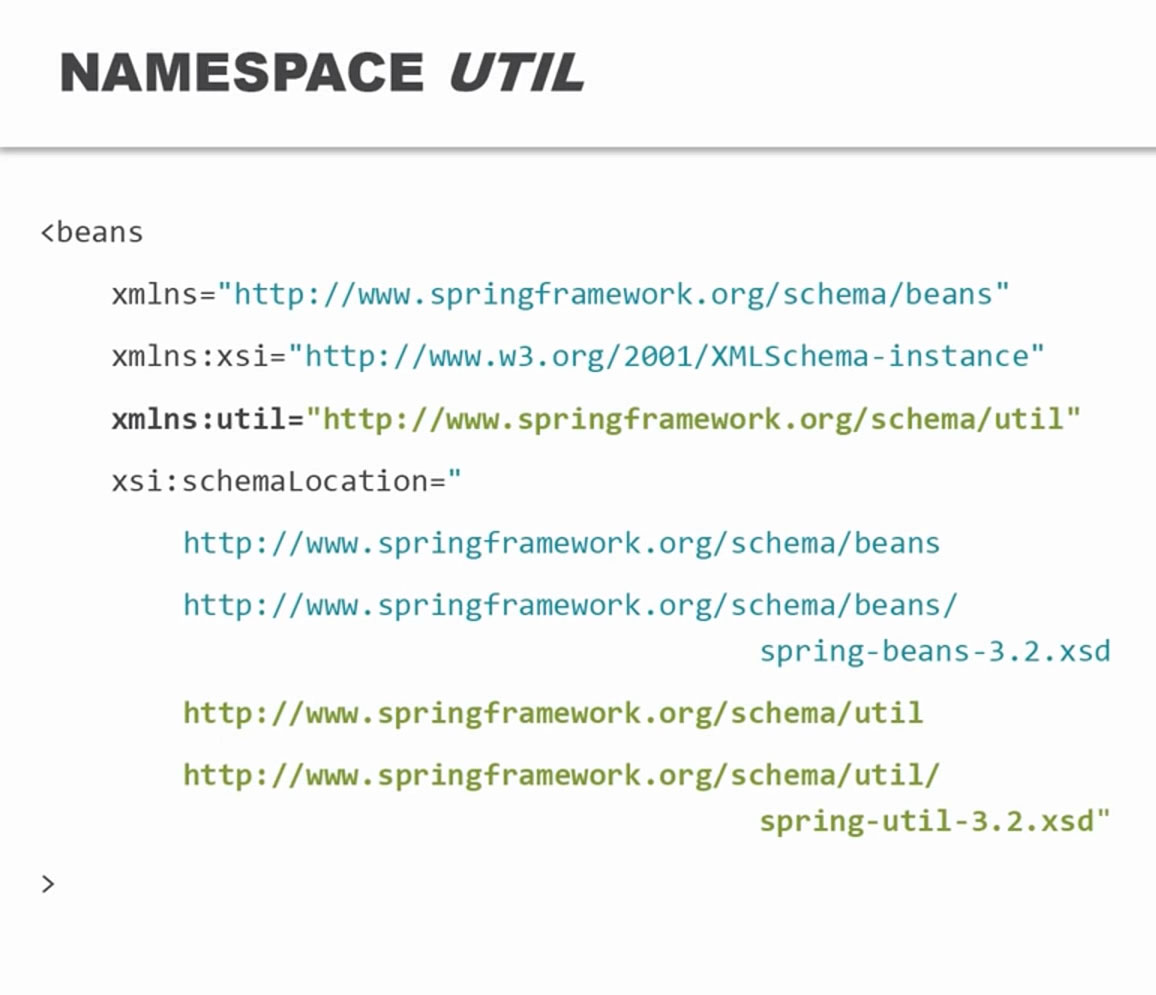 NAMESPACE UTIL
<beans
xmlns="http://www.springframework.org/schema/beans"
xmlns:xsi="http://www.w3.org/2001/XMLSchema-instance"
xmlns:util="http://www.springframework.org/schema/util"
xsi:schemaLocation="
http://www.springframework.org/schema/beans
http://www.springframework.org/schema/beans/
spring-beans-3.2.xsd
http://www.springframework.org/schema/util
http://www.springframework.org/schema/util/
spring-util-3.2.xsd"
>